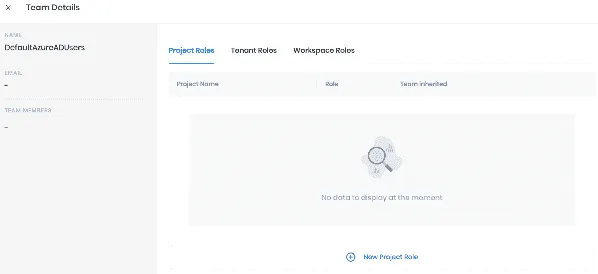 × Team Details
NAME
DefaultAzureADUsers
EMAIL
-
TEAM MEMBERS
-
Project Roles Tenant Roles Workspace Roles
Project Name Role Team inherited
No data to display at the moment
New Project Role